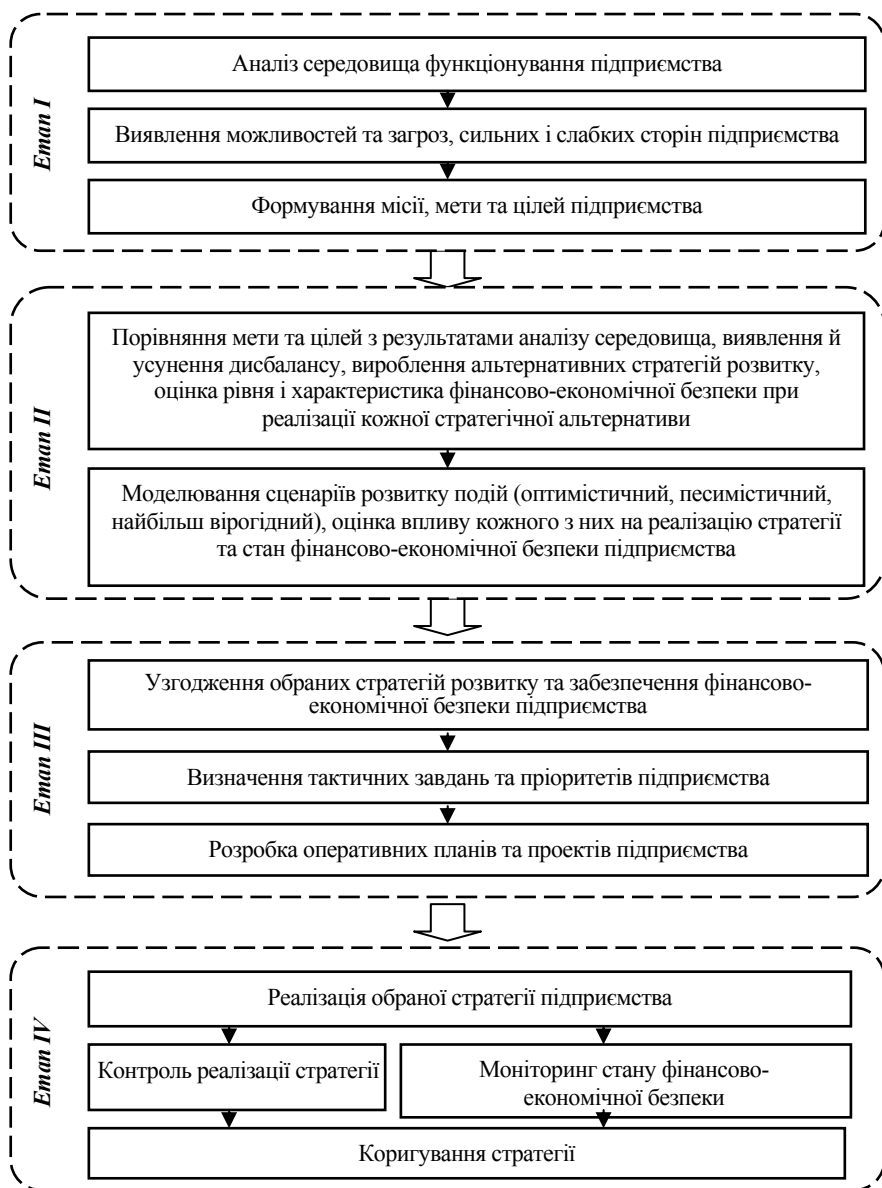 Етап I
Аналіз середовища функціонування підприємства
Виявлення можливостей та загроз, сильних і слабких сторін підприємства
Формування місії, мети та цілей підприємства
Етап II
Порівняння мети та цілей з результатами аналізу середовища, виявлення й
усунення дисбалансу, вироблення альтернативних стратегій розвитку,
оцінка рівня і характеристика фінансово-економічної безпеки при
реалізації кожної стратегічної альтернативи
Моделювання сценаріїв розвитку подій (оптимістичний, песимістичний,
найбільш вірогідний), оцінка впливу кожного з них на реалізацію стратегії
та стан фінансово-економічної безпеки підприємства
Етап III
Узгодження обраних стратегій розвитку та забезпечення фінансово-
економічної безпеки підприємства
Визначення тактичних завдань та пріоритетів підприємства
Розробка оперативних планів та проектів підприємства
Етап IV
Реалізація обраної стратегії підприємства
Контроль реалізації стратегії
Моніторинг стану фінансово-
економічної безпеки
Коригування стратегії